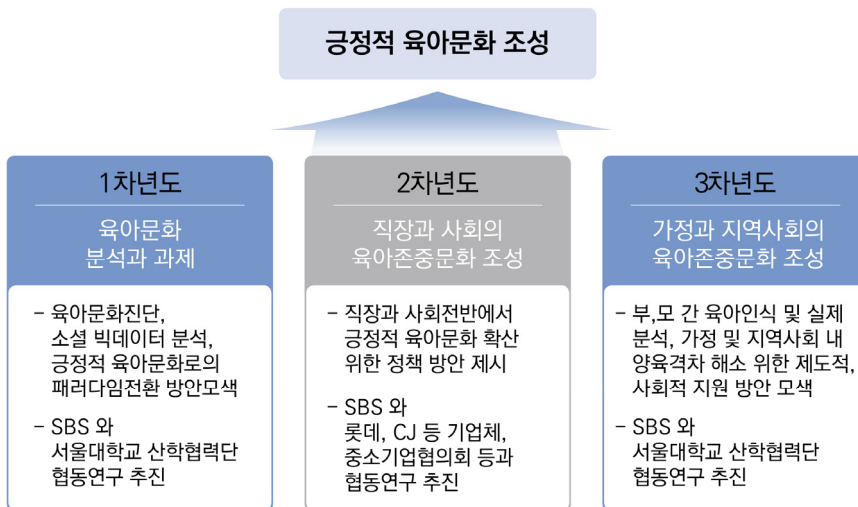 긍정적 육아문화 조성
1차년도
육아문화
분석과 과제
– 육아문화진단,
소셜 빅데이터 분석,
긍정적 육아문화로의
패러다임전환 방안모색
– SBS 와
서울대학교 산학협력단
협동연구 추진
2차년도
직장과 사회의
육아존중문화 조성
– 직장과 사회전반에서
긍정적 육아문화 확산
위한 정책 방안 제시
– SBS 와
롯데, CJ 등 기업체,
중소기업협의회 등과
협동연구 추진
3차년도
가정과 지역사회의
육아존중문화 조성
– 부,모 간 육아인식 및 실제
분석, 가정 및 지역사회 내
양육격차 해소 위한 제도적,
사회적 지원 방안 모색
– SBS 와
서울대학교 산학협력단
협동연구 추진